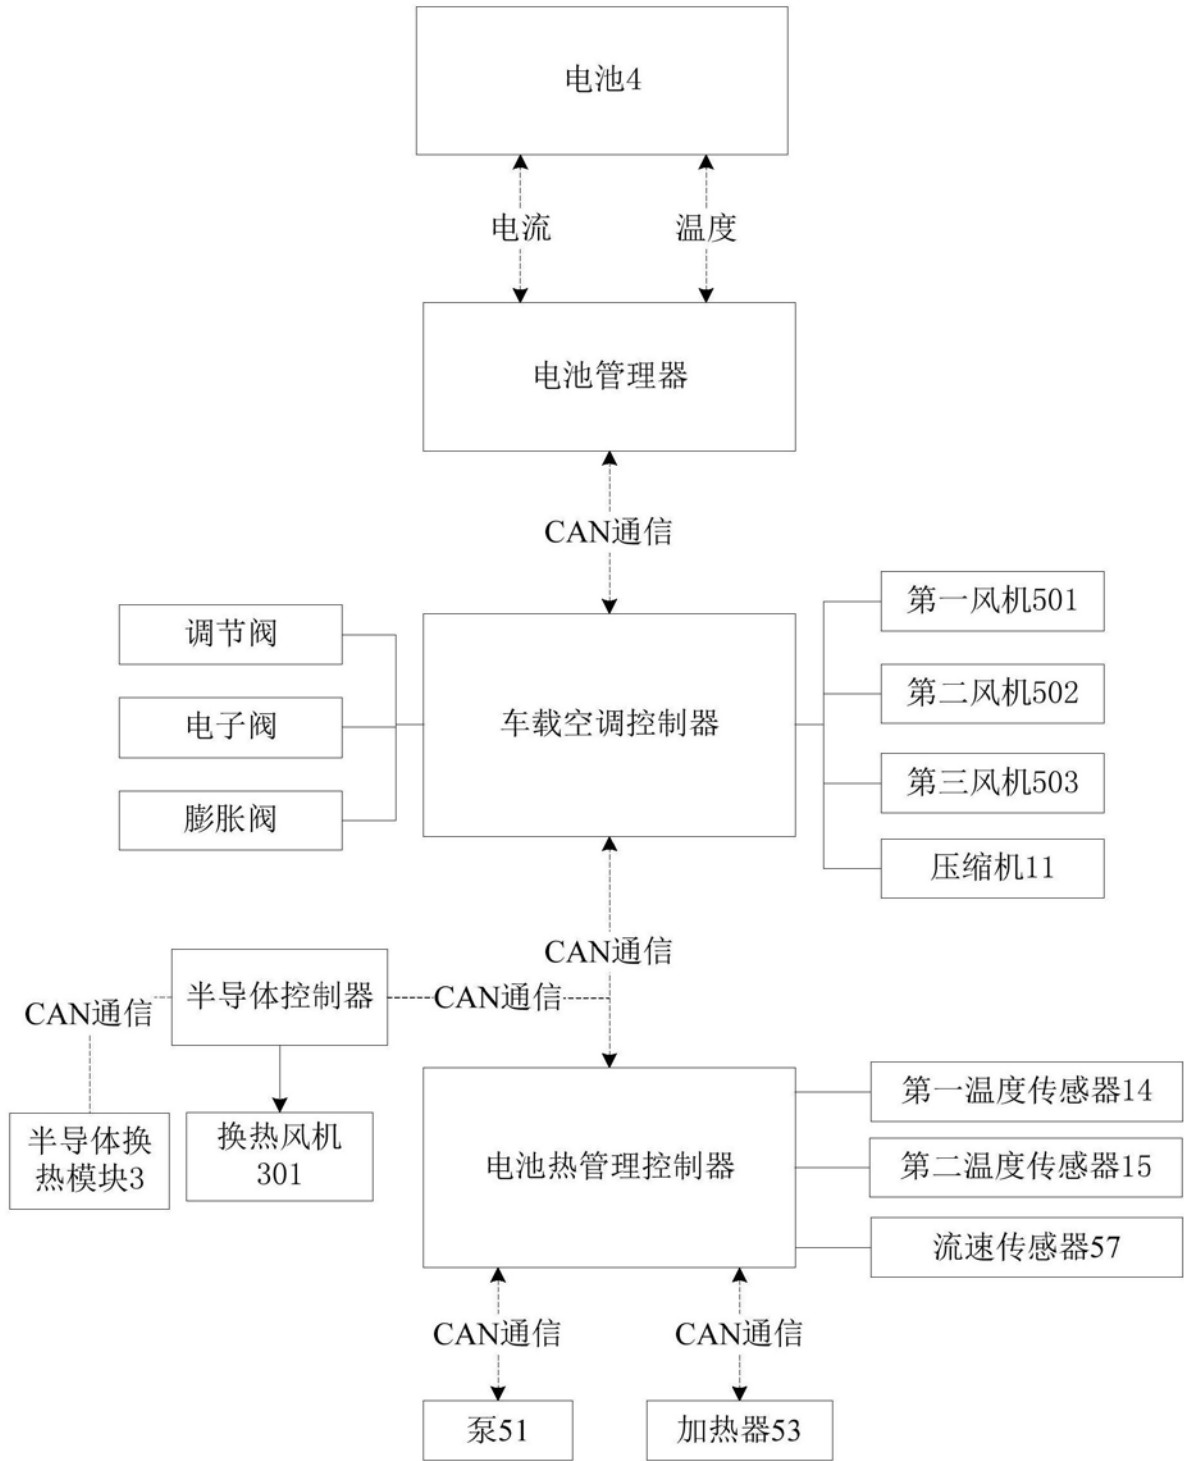 电池4
电流
温度
电池管理器
CAN通信
调节阀
电子阀
膨胀阀
车载空调控制器
第一风机501
第二风机502
第三风机503
压缩机11
CAN通信
半导体控制器
CAN通信
CAN通信
半导体换
热模块3
换热风机
301
电池热管理控制器
第一温度传感器14
第二温度传感器15
流速传感器57
CAN通信
CAN通信
泵51
加热器53